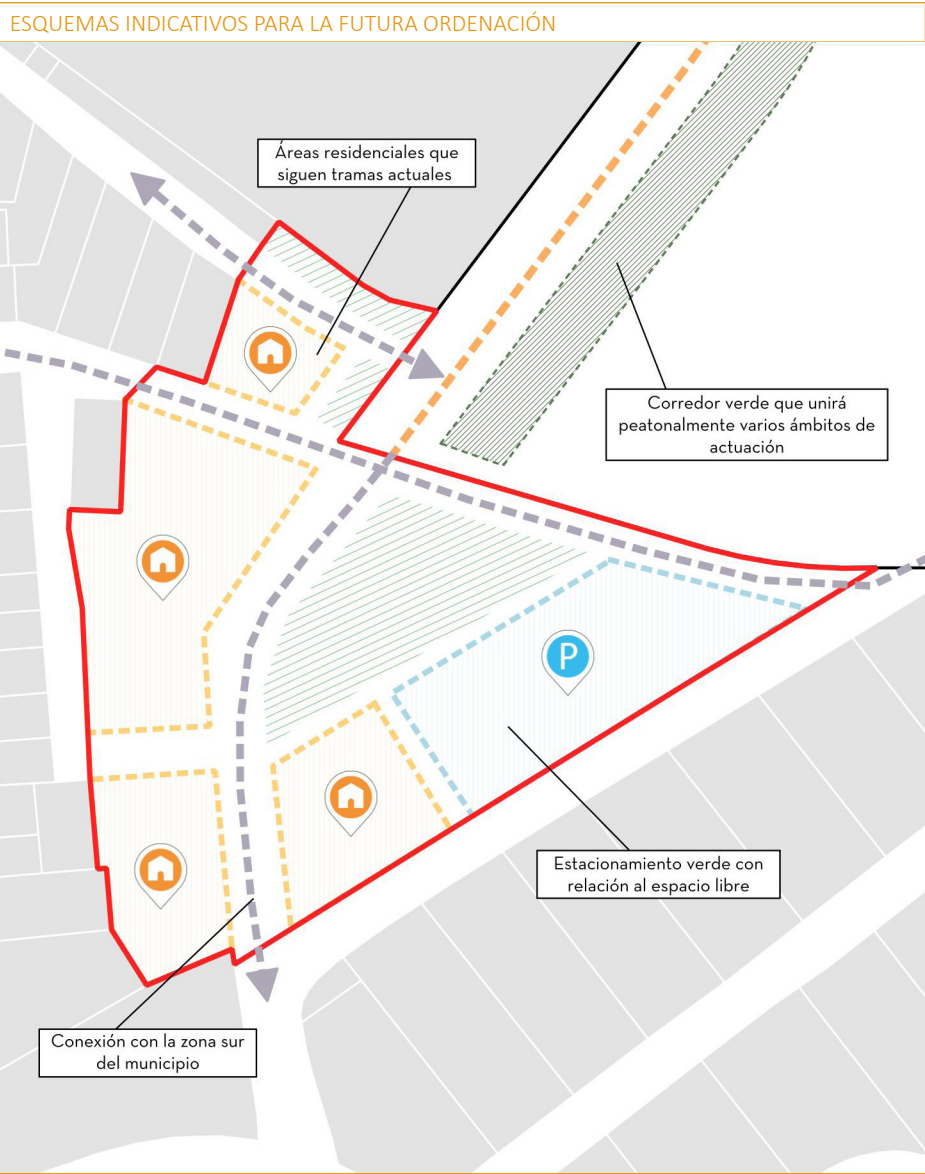 ESQUEMAS INDICATIVOS PARA LA FUTURA ORDENACIÓN
Áreas residenciales que
siguen tramas actuales
Corredor verde que unirá
peatonalmente varios ámbitos de
actuación
P
Estacionamiento verde con
relación al espacio libre
Conexión con la zona sur
del municipio